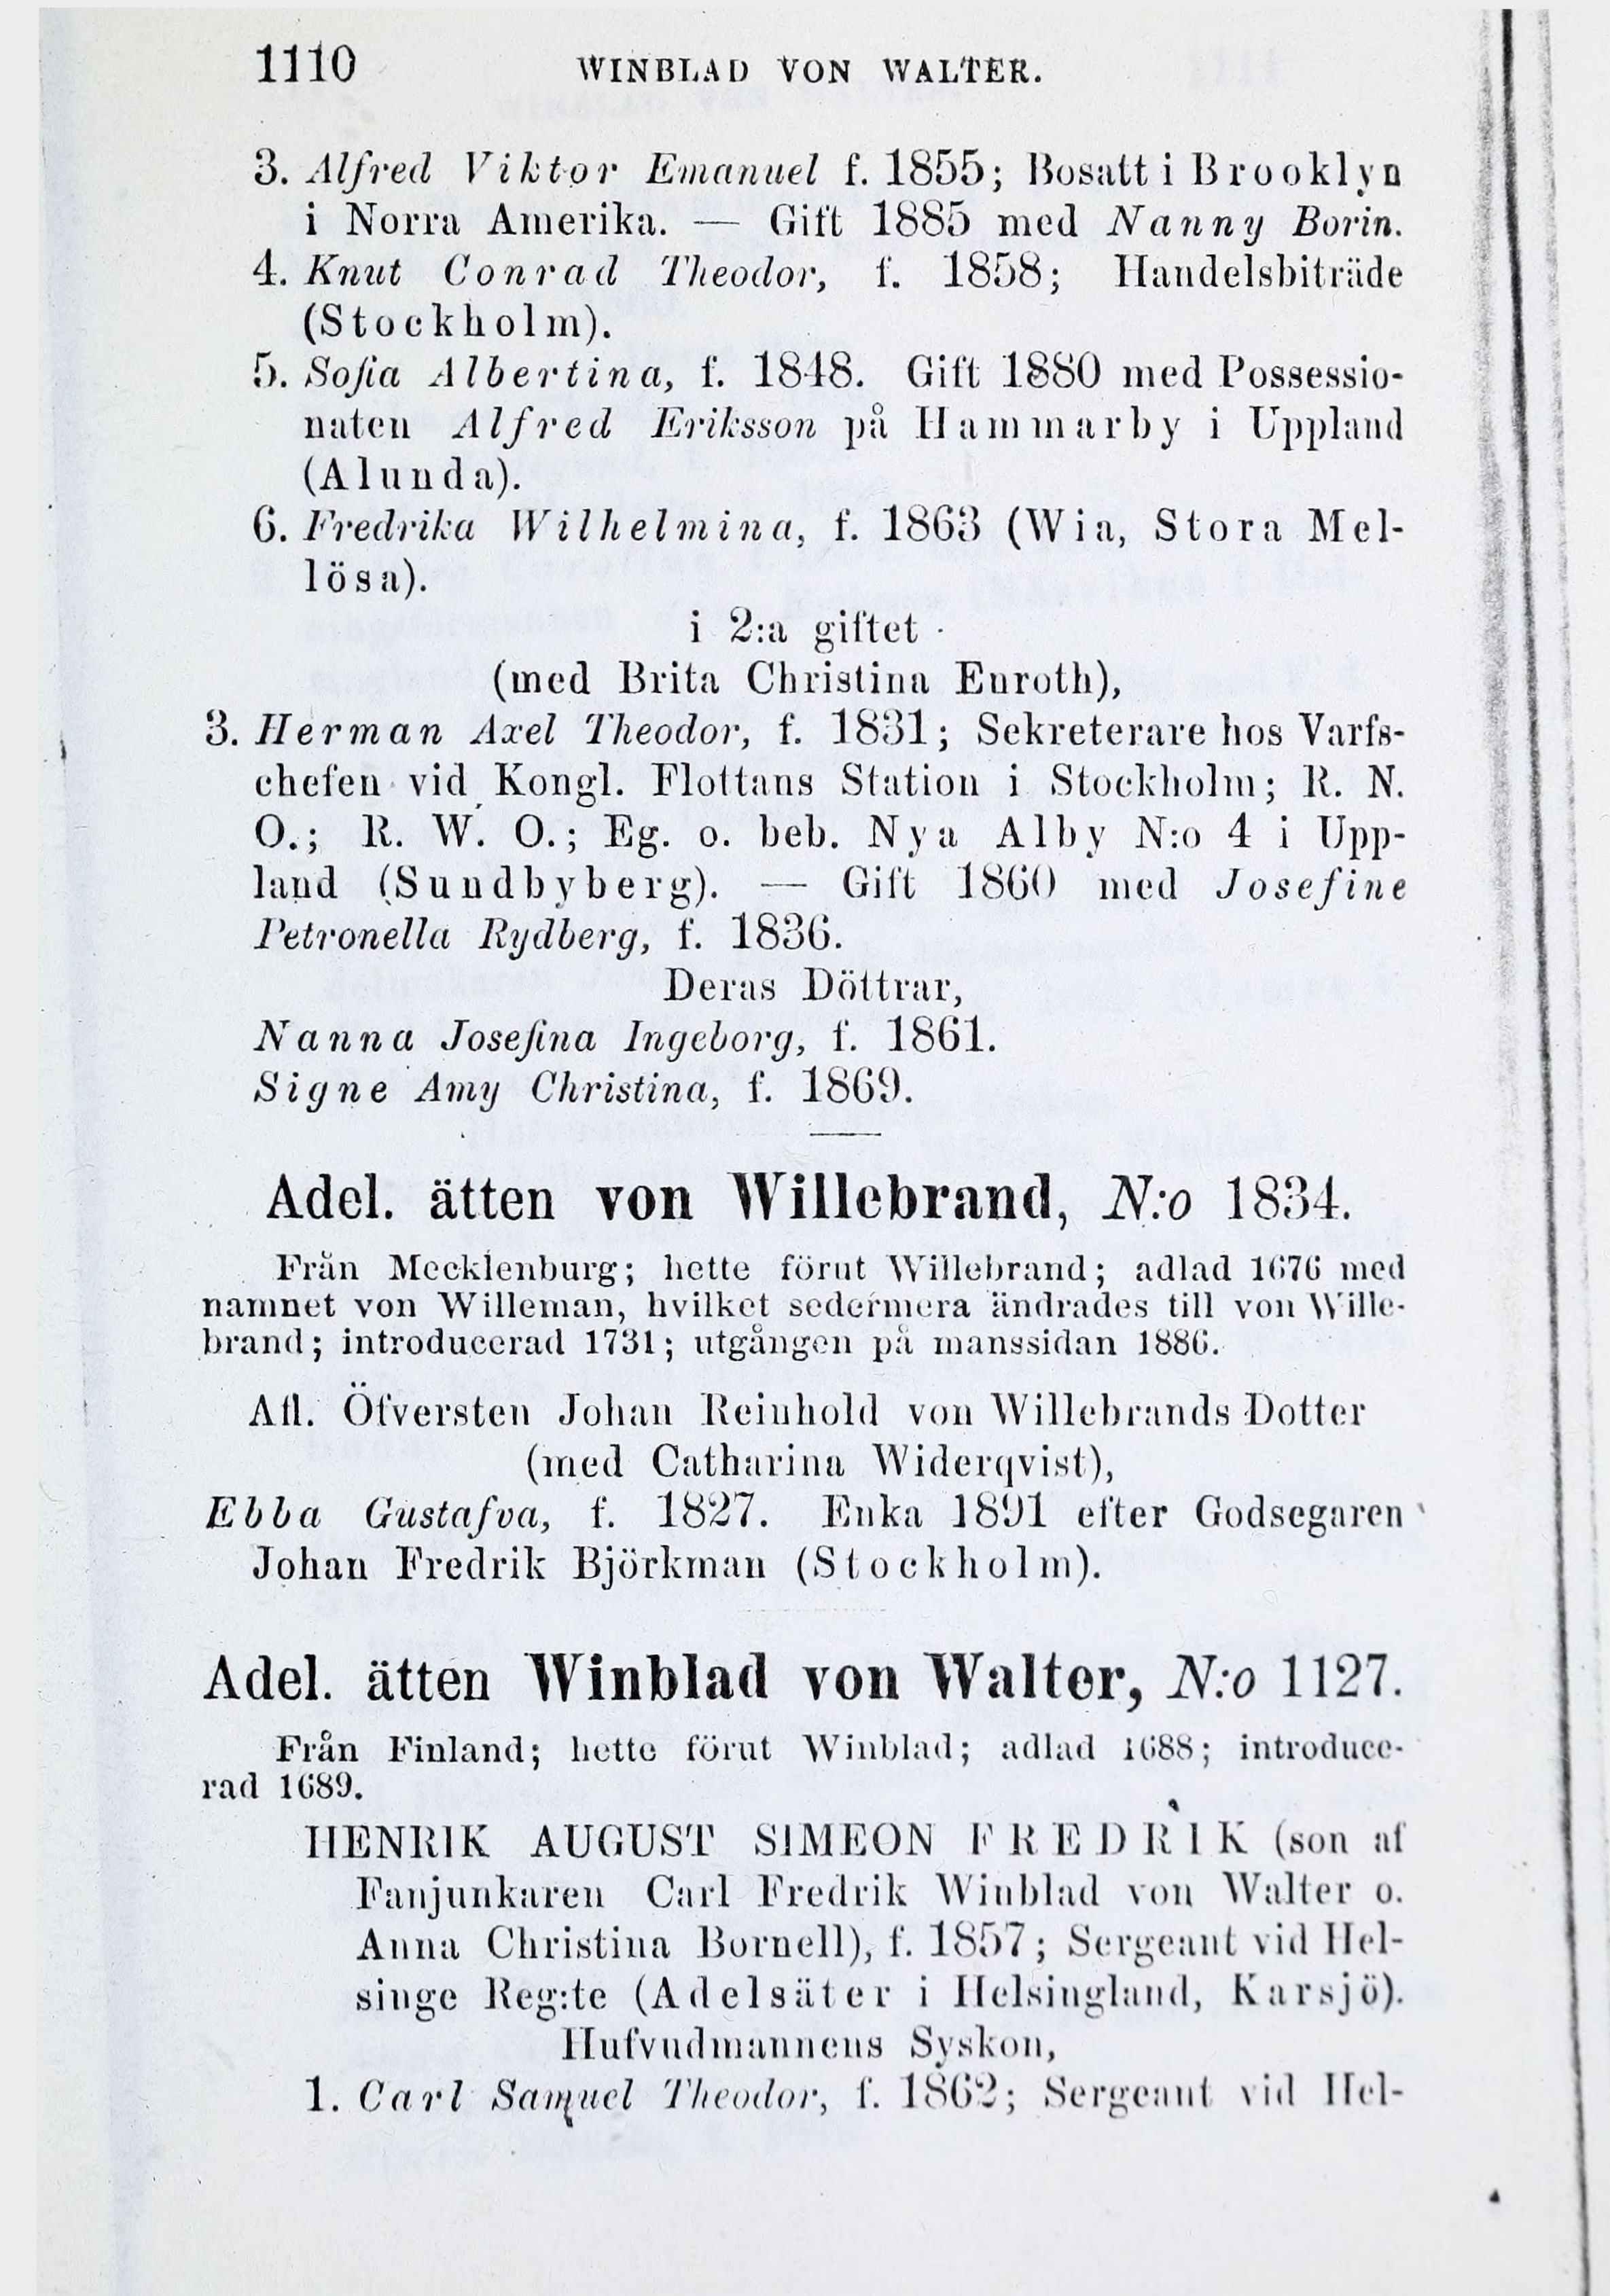 1110 WINBLAD VON WALTER.
3. Alfred Viktor Emanuel f. 1855; Bosatt i Brooklyn
i Norra Amerika. — Gift 1885 med Nanny Borin.
4. Knut Conrad Theodor, f. 1858; Handelsbiträde
(Stockholm).
5. Sofia Albertina, f. 1848. Gift 1880 med Possessio-
naten Alfred Eriksson på Hammarby i Uppland
(Alunda).
6. Fredrika Wilhelmina, f. 1863 (Wia, Stora Mel-
lösa).
i 2:a giftet
(med Brita Christina Enroth),
3. Herman Axel Theodor, f. 1831; Sekreterare hos Varfs-
chefen vid Kongl. Flottans Station i Stockholm; R. N.
O.; R. W. O.; Eg. o. beb. Nya Alby N:o 4 i Upp-
land (Sundbyberg). — Gift 1860 med Josefine
Petronella Rydberg, f. 1836.
Deras Döttrar,
Nanna Josefina Ingeborg, f. 1861.
Signe Amy Christina, f. 1869.
Adel. ätten von Willebrand, N:o 1834.
Från Mecklenburg; hette förut Willebrand; adlad 1676 med
namnet von Willeman, hvilket sedermera ändrades till von Wille-
brand; introducerad 1731; utgången på manssidan 1886.
Afl. Öfversten Johan Reinhold von Willebrands Dotter
(med Catharina Widerqvist),
Ebba Gustafva, f. 1827. Enka 1891 efter Godsegaren
Johan Fredrik Björkman (Stockholm).
Adel. ätten Winblad von Walter, N:o 1127.
Från Finland; hette förut Winblad; adlad 1688; introduce-
rad 1689.
HENRIK AUGUST SIMEON FREDRIK (son af
Fanjunkaren Carl Fredrik Winblad von Walter o.
Anna Christina Bornell), f. 1857; Sergeant vid Hel-
singe Reg:te (Adelsäter i Helsingland, Karsjö).
Hufvudmannens Syskon,
1. Carl Samuel Theodor, f. 1862; Sergeant vid Hel-